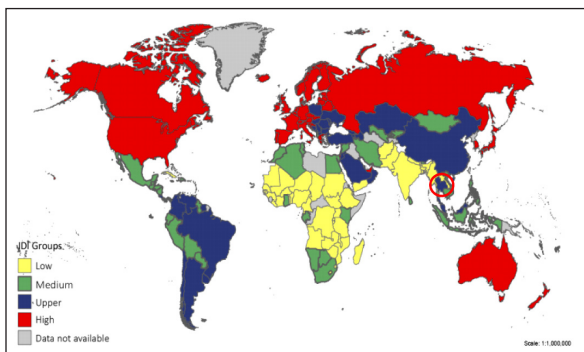 IDI Groups
Low
Medium
Upper
High
Data not available
Scale: 1:1,000,000